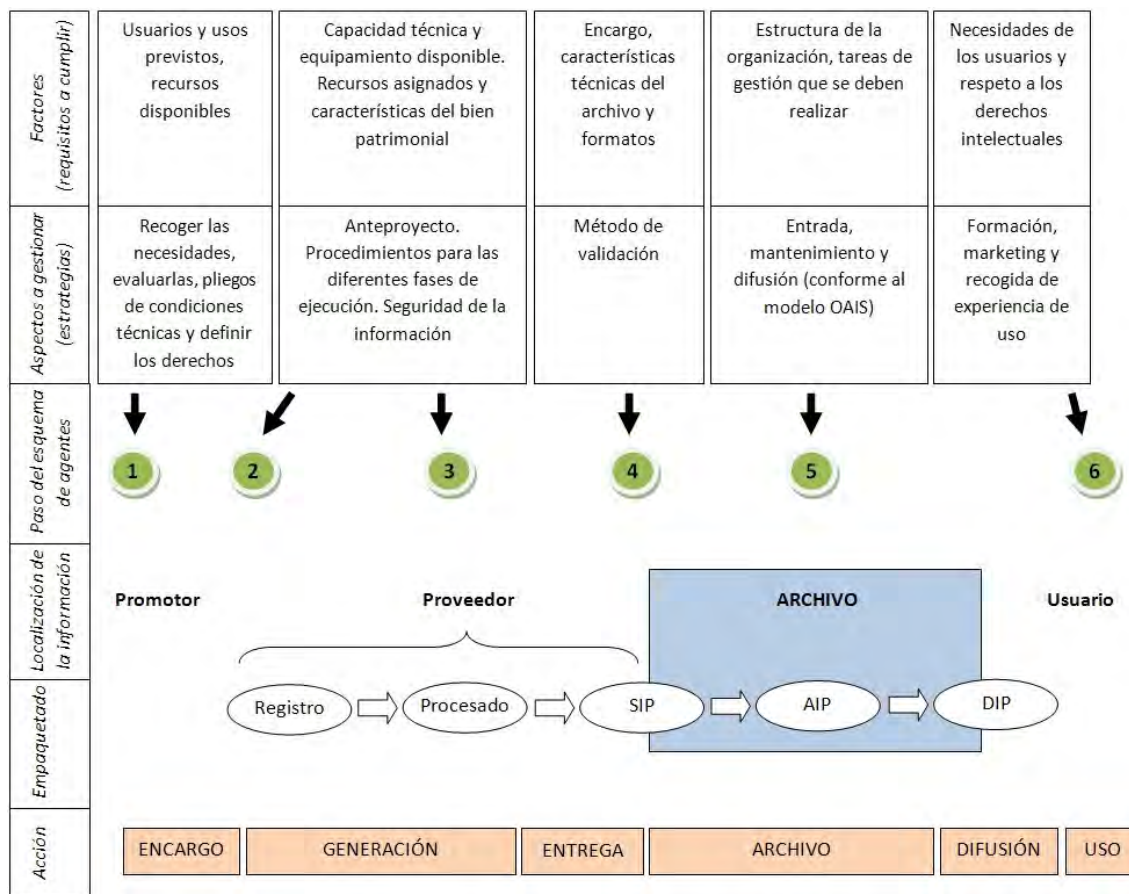 Factores
(requisitos a cumplir)
Usuarios y usos
previstos,
recursos
disponibles
Capacidad técnica y
equipamiento disponible.
Recursos asignados y
características del bien
patrimonial
Encargo,
características
técnicas del
archivo y
formatos
Estructura de la
organización, tareas de
gestión que se deben
realizar
Necesidades de
los usuarios y
respeto a los
derechos
intelectuales
Aspectos a gestionar
(estrategias)
Recoger las
necesidades,
evaluarlas, pliegos
de condiciones
técnicas y definir
los derechos
Anteproyecto.
Procedimientos para las
diferentes fases de
ejecución. Seguridad de la
información
Método de
validación
Entrada,
mantenimiento y
difusión (conforme al
modelo OAIS)
Formación,
marketing y
recogida de
experiencia de
uso
Paso del esquema
de agentes
1
2
3
4
5
6
Localización de
la información
Promotor
Proveedor
ARCHIVO
Usuario
Empaquetado
Registro
Procesado
SIP
AIP
DIP
Acción
ENCARGO
GENERACIÓN
ENTREGA
ARCHIVO
DIFUSIÓN
USO